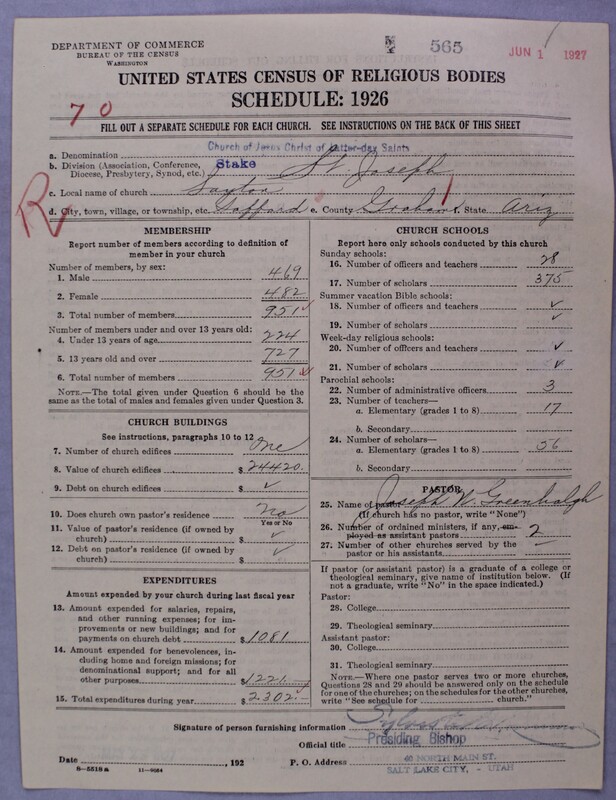 DEPARTMENT OF COMMERCE
BUREAU OF THE CENSUS
WASHINGTON
565
JUN 1 1927
UNITED STATES CENSUS OF RELIGIOUS BODIES
SCHEDULE: 1926
70
FILL OUT A SEPARATE SCHEDULE FOR EACH CHURCH. SEE INSTRUCTIONS ON THE BACK OF THIS SHEET
a. Denomination Church of Jesus Christ of Latter-day Saints
b. Division (Association, Conference, Diocese, Presbytery, Synod, etc.) Stake St Joseph
c. Local name of church
R
d. City, town, village, or township, etc. Safford e. County Graham f. State Ariz
MEMBERSHIP
Report number of members according to definition of
member in your church
Number of members, by sex:
1. Male 469
2. Female 482
3. Total number of members 951 ✓
Number of members under and over 13 years old:
4. Under 13 years of age 224
5. 13 years old and over 727
6. Total number of members 951 ✓
NOTE.—The total given under Question 6 should be
same as the total of males and females given under Question 3.
CHURCH BUILDINGS
See instructions, paragraphs 10 to 12
7. Number of church edifices One
8. Value of church edifices $ 24420.
9. Debt on church edifices $ ✓
10. Does church own pastor's residence No
Yes or No
11. Value of pastor's residence (if owned by
church) $ ✓
12. Debt on pastor's residence (if owned by
church) $ ✓
EXPENDITURES
Amount expended by your church during last fiscal year
13. Amount expended for salaries, repairs,
and other running expenses; for im-
provements or new buildings; and for
payments on church debt $ 1081
14. Amount expended for benevolences, in-
cluding home and foreign missions; for
denominational support; and for all
other purposes $ 1221
15. Total expenditures during year $ 2302 ✓
CHURCH SCHOOLS
Report here only schools conducted by this church
Sunday schools:
16. Number of officers and teachers 28
17. Number of scholars 375
Summer vacation Bible schools:
18. Number of officers and teachers ✓
19. Number of scholars ✓
Week-day religious schools:
20. Number of officers and teachers ✓
21. Number of scholars ✓
Parochial schools:
22. Number of administrative officers 3
23. Number of teachers—
a. Elementary (grades 1 to 8) 17
b. Secondary
24. Number of scholars—
a. Elementary (grades 1 to 8) 56
b. Secondary
PASTOR
25. Name of pastor Joseph W. Greenhalgh
(If church has no pastor, write "None")
26. Number of ordained ministers, if any, em-
ployed as assistant pastors 2
27. Number of other churches served by the
pastor or his assistants —
If pastor (or assistant pastor) is a graduate of a college or
theological seminary, give name of institution below. (If
not a graduate, write "No" in the space indicated.)
Pastor:
28. College
29. Theological seminary
Assistant pastor:
30. College
31. Theological seminary
NOTE.—Where one pastor serves two or more churches,
Questions 28 and 29 should be answered only on the schedule
for one of the churches; on the schedules for the other churches,
write "See schedule for church."
Signature of person furnishing information
Official title Presiding Bishop
Date , 192 P. O. Address 40 NORTH MAIN ST.
SALT LAKE CITY, - UTAH
8-5518 a 11-9084